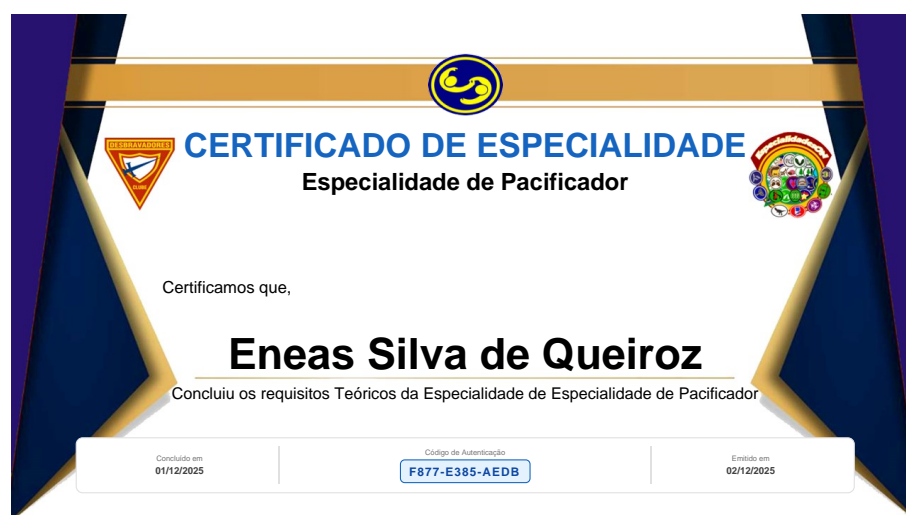 DESBRAVADORES
CLUBE
CERTIFICADO DE ESPECIALIDADE
Especialidade de Pacificador
Certificamos que,
Eneas Silva de Queiroz
Concluiu os requisitos Teóricos da Especialidade de Especialidade de Pacificador
Concluído em
01/12/2025
Código de Autenticação
F877-E385-AEDB
Emitido em
02/12/2025